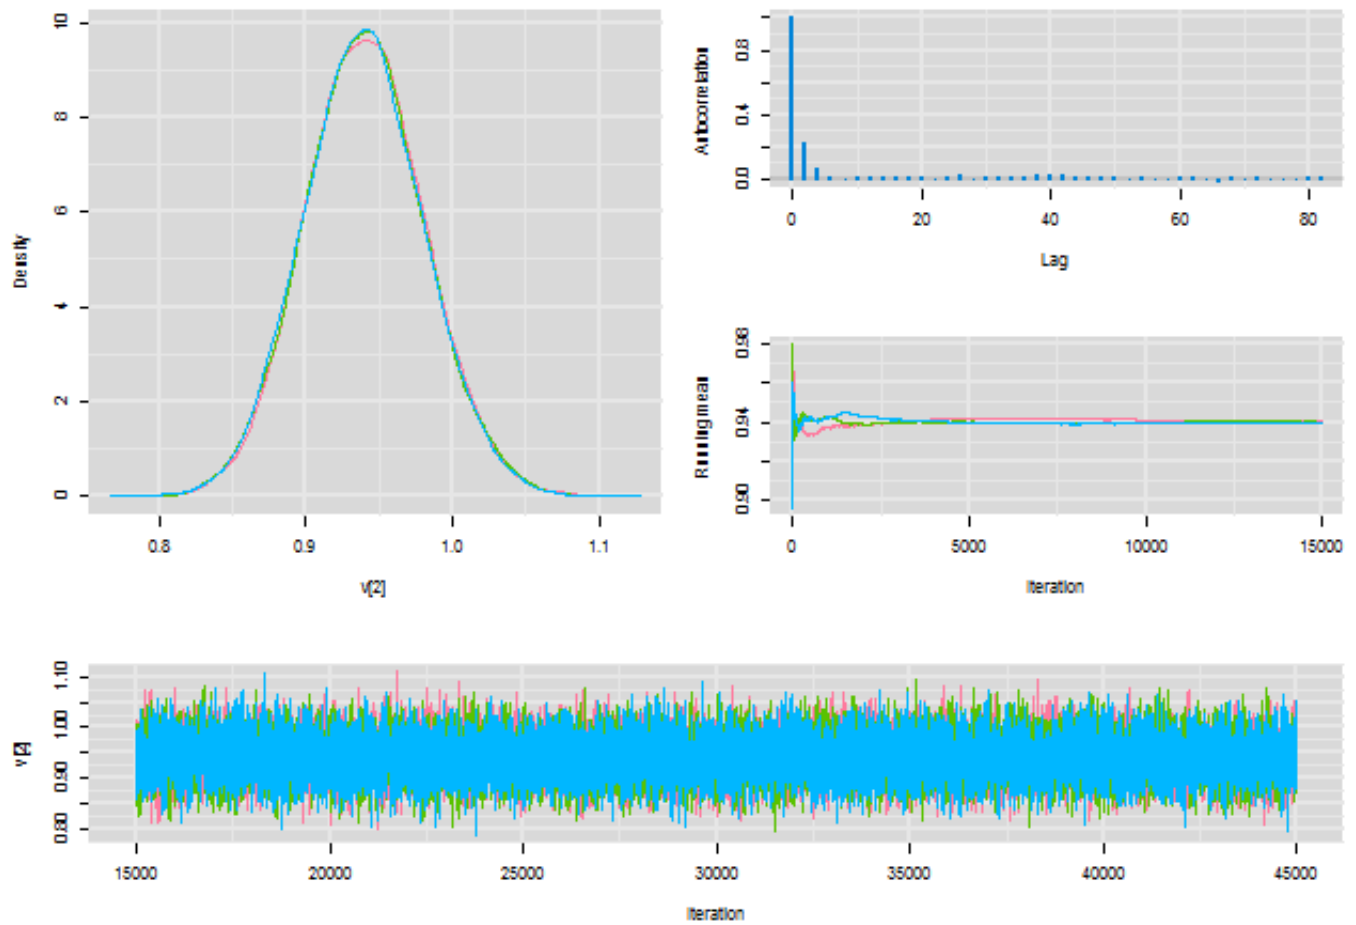 Density
10
8
6
4
2
0
0.8 0.9 1.0 1.1
v[2]
Autocorrelation
0.8
0.4
0.0
0 20 40 60 80
Lag
Running mean
0.98
0.94
0.90
0 5000 10000 15000
Iteration
v[2]
1.10
1.00
0.90
0.80
15000 20000 25000 30000 35000 40000 45000
Iteration